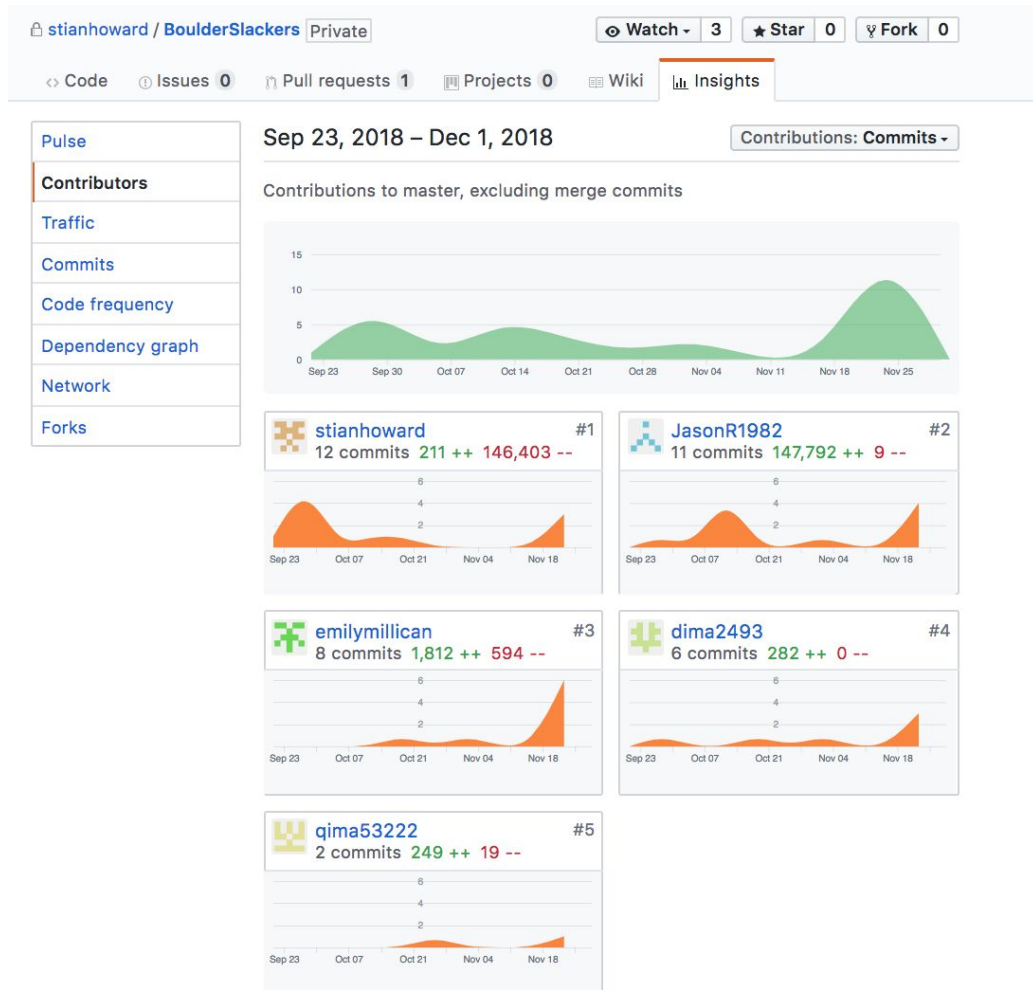 stianhoward / BoulderSlackers Private
Watch 3 Star 0 Fork 0
Code Issues 0 Pull requests 1 Projects 0 Wiki Insights
Pulse
Contributors
Traffic
Commits
Code frequency
Dependency graph
Network
Forks
Sep 23, 2018 – Dec 1, 2018
Contributions: Commits
Contributions to master, excluding merge commits
15
10
5
0
Sep 23 Sep 30 Oct 07 Oct 14 Oct 21 Oct 28 Nov 04 Nov 11 Nov 18 Nov 25
stianhoward #1
12 commits 211 ++ 146,403 --
6
4
2
Sep 23 Oct 07 Oct 21 Nov 04 Nov 18
JasonR1982 #2
11 commits 147,792 ++ 9 --
6
4
2
Sep 23 Oct 07 Oct 21 Nov 04 Nov 18
emilymillican #3
8 commits 1,812 ++ 594 --
6
4
2
Sep 23 Oct 07 Oct 21 Nov 04 Nov 18
dima2493 #4
6 commits 282 ++ 0 --
6
4
2
Sep 23 Oct 07 Oct 21 Nov 04 Nov 18
qima53222 #5
2 commits 249 ++ 19 --
6
4
2
Sep 23 Oct 07 Oct 21 Nov 04 Nov 18